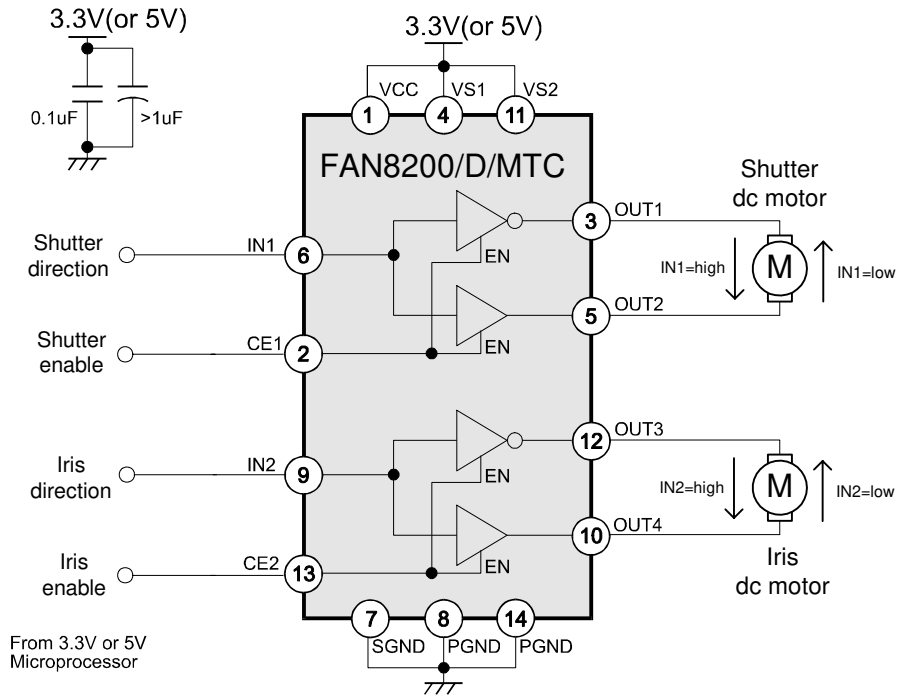 3.3V(or 5V)
0.1uF
>1uF
3.3V(or 5V)
VCC
VS1
VS2
1
4
11
FAN8200/D/MTC
Shutter
direction
IN1
6
EN
3
OUT1
Shutter
dc motor
IN1=high
M
IN1=low
Shutter
enable
CE1
2
EN
5
OUT2
Iris
direction
IN2
9
EN
12
OUT3
IN2=high
M
IN2=low
Iris
enable
CE2
13
EN
10
OUT4
Iris
dc motor
7
8
14
SGND
PGND
PGND
From 3.3V or 5V
Microprocessor